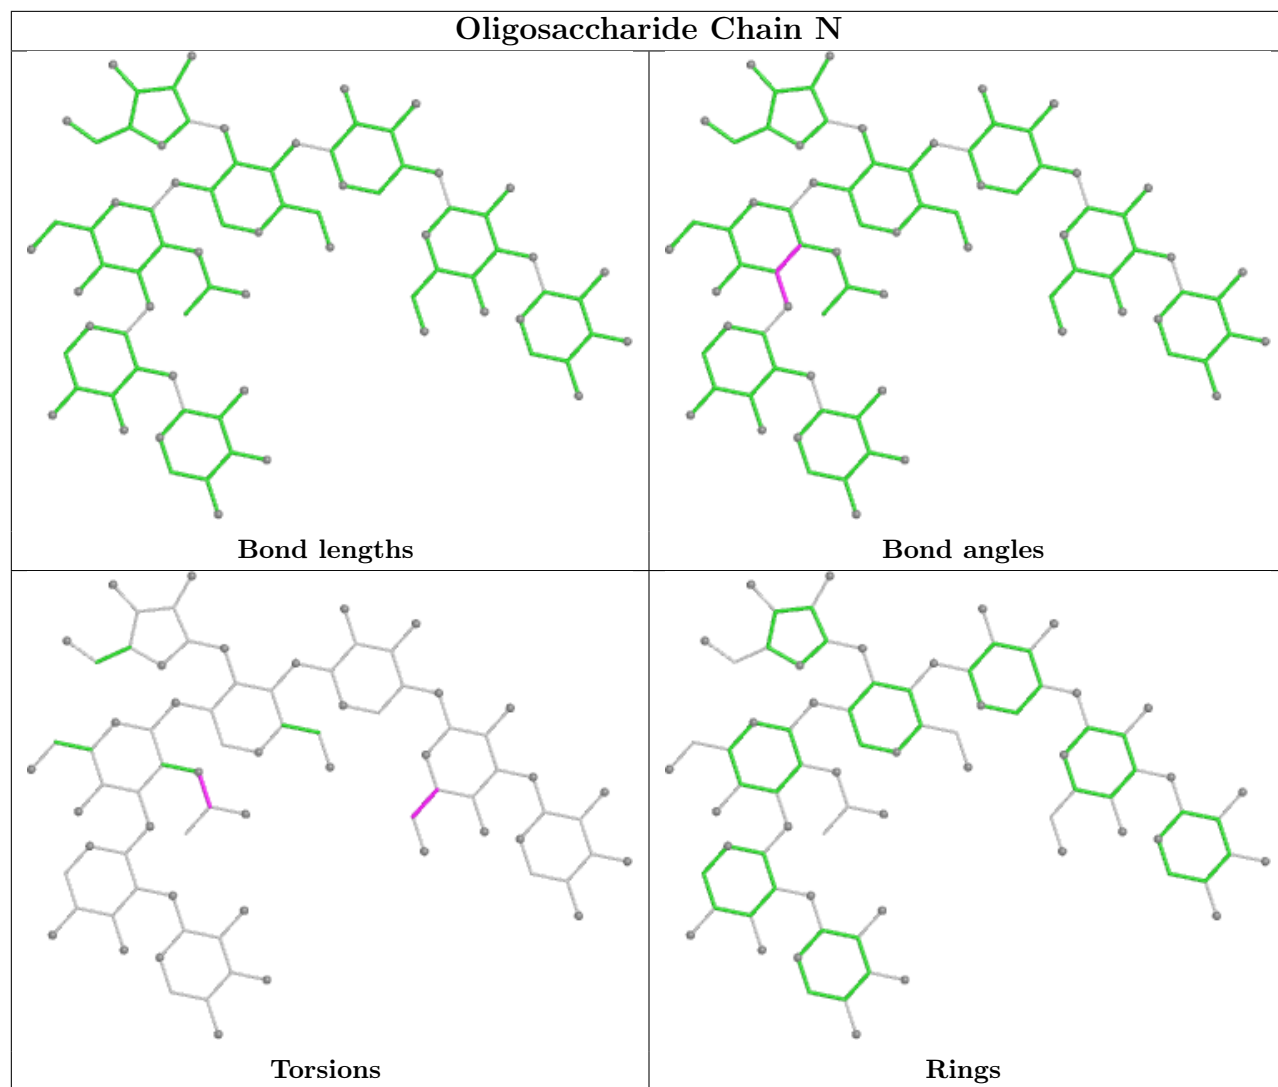 Oligosaccharide Chain N
Bond lengths
Bond angles
Torsions
Rings